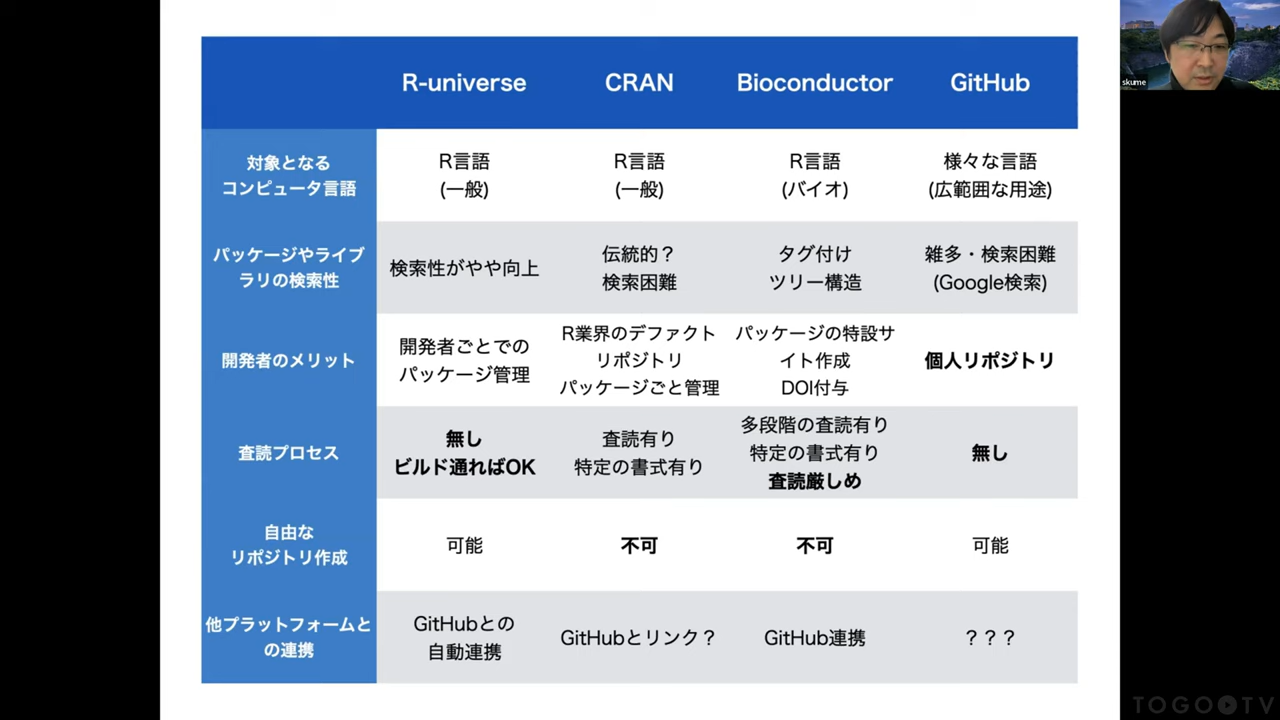 R-universe
CRAN
Bioconductor
GitHub
対象となる
コンピュータ言語
R言語
(一般)
R言語
(一般)
R言語
(バイオ)
様々な言語
(広範囲な用途)
パッケージやライブ
ラリの検索性
検索性がやや向上
伝統的？
検索困難
タグ付け
ツリー構造
雑多・検索困難
(Google検索)
開発者のメリット
開発者ごとでの
パッケージ管理
R業界のデファクト
リポジトリ
パッケージごと管理
パッケージの特設サ
イト作成
DOI付与
個人リポジトリ
査読プロセス
無し
ビルド通ればOK
査読有り
特定の書式有り
多段階の査読有り
特定の書式有り
査読厳しめ
無し
自由な
リポジトリ作成
可能
不可
不可
可能
他プラットフォームと
の連携
GitHubとの
自動連携
GitHubとリンク？
GitHub連携
？？？
skume
TOGOTV